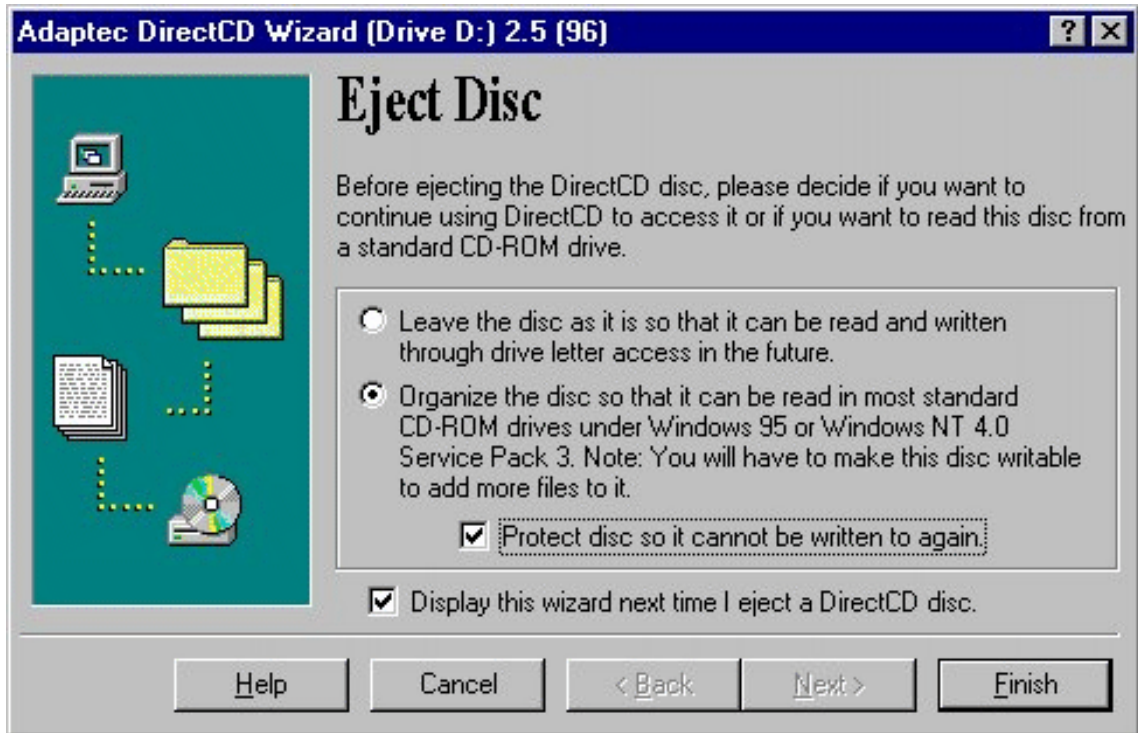 Adaptec DirectCD Wizard (Drive D:) 2.5 (96)
Eject Disc
Before ejecting the DirectCD disc, please decide if you want to
continue using DirectCD to access it or if you want to read this disc from
a standard CD-ROM drive.
Leave the disc as it is so that it can be read and written
through drive letter access in the future.
Organize the disc so that it can be read in most standard
CD-ROM drives under Windows 95 or Windows NT 4.0
Service Pack 3. Note: You will have to make this disc writable
to add more files to it.
Protect disc so it cannot be written to again.
Display this wizard next time I eject a DirectCD disc.
Help Cancel < Back Next > Finish